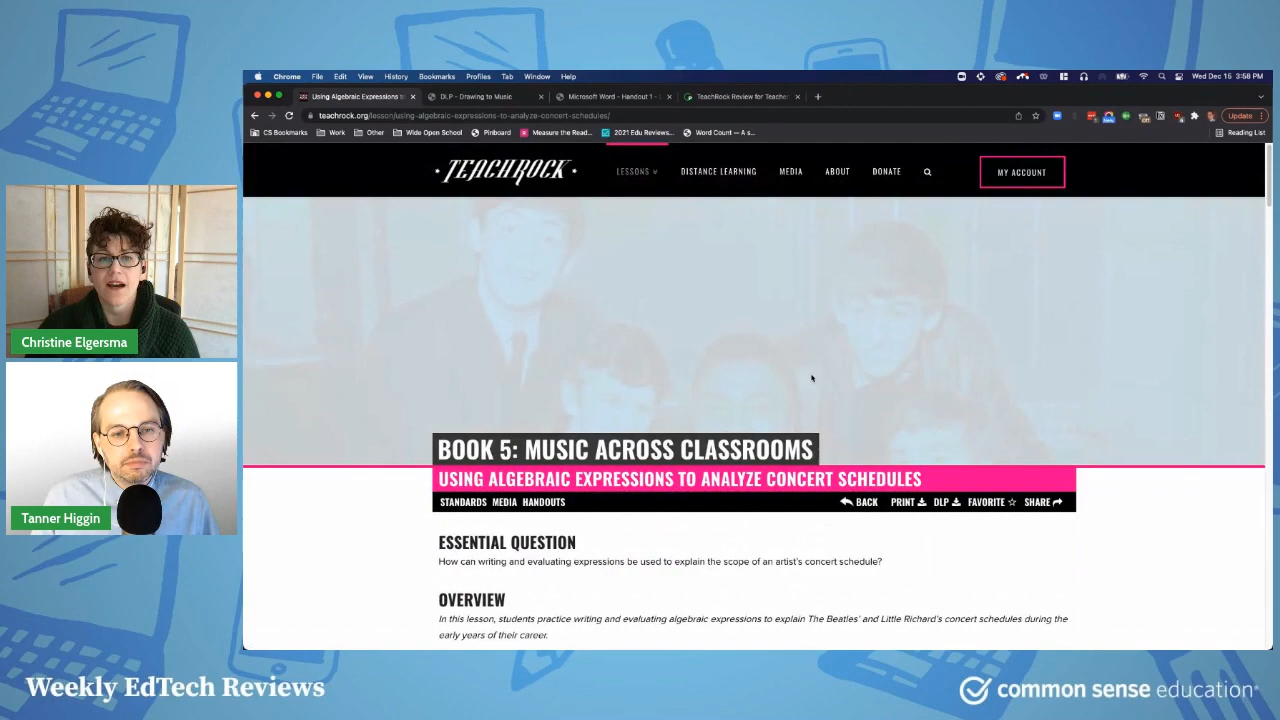 Chrome File Edit View History Bookmarks Profiles Tab Window Help
Wed Dec 15 3:58 PM
Using Algebraic Expressions to
DLP - Drawing to Music
Microsoft Word - Handout 1 -
TeachRock Review for Teacher
teachrock.org/lesson/using-algebraic-expressions-to-analyze-concert-schedules/
Update
CS Bookmarks Work Other Wide Open School Pinboard Measure the Read... 2021 Edu Reviews... Word Count — A s... Reading List
TEACHROCK
LESSONS DISTANCE LEARNING MEDIA ABOUT DONATE MY ACCOUNT
BOOK 5: MUSIC ACROSS CLASSROOMS
USING ALGEBRAIC EXPRESSIONS TO ANALYZE CONCERT SCHEDULES
STANDARDS MEDIA HANDOUTS BACK PRINT DLP FAVORITE SHARE
ESSENTIAL QUESTION
How can writing and evaluating expressions be used to explain the scope of an artist's concert schedule?
OVERVIEW
In this lesson, students practice writing and evaluating algebraic expressions to explain The Beatles' and Little Richard's concert schedules during the
early years of their career.
Christine Elgersma
Tanner Higgin
Weekly EdTech Reviews
common sense education®